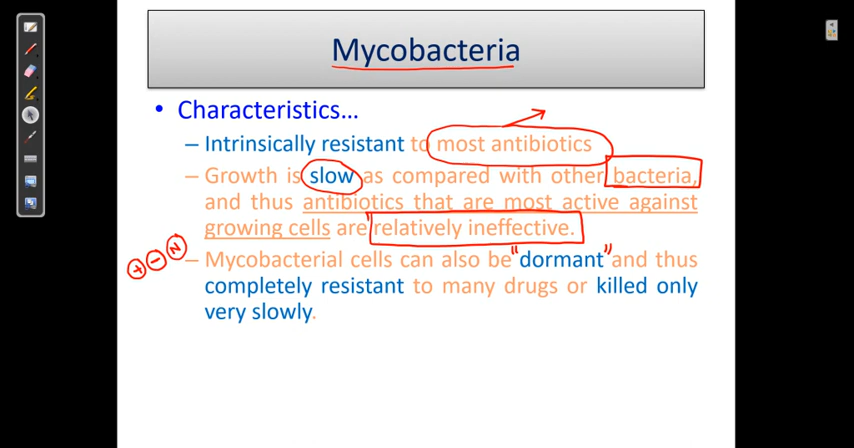 Mycobacteria
• Characteristics…
– Intrinsically resistant to most antibiotics
– Growth is slow as compared with other bacteria,
and thus antibiotics that are most active against
growing cells are relatively ineffective.
+ – N
– Mycobacterial cells can also be "dormant" and thus
completely resistant to many drugs or killed only
very slowly.